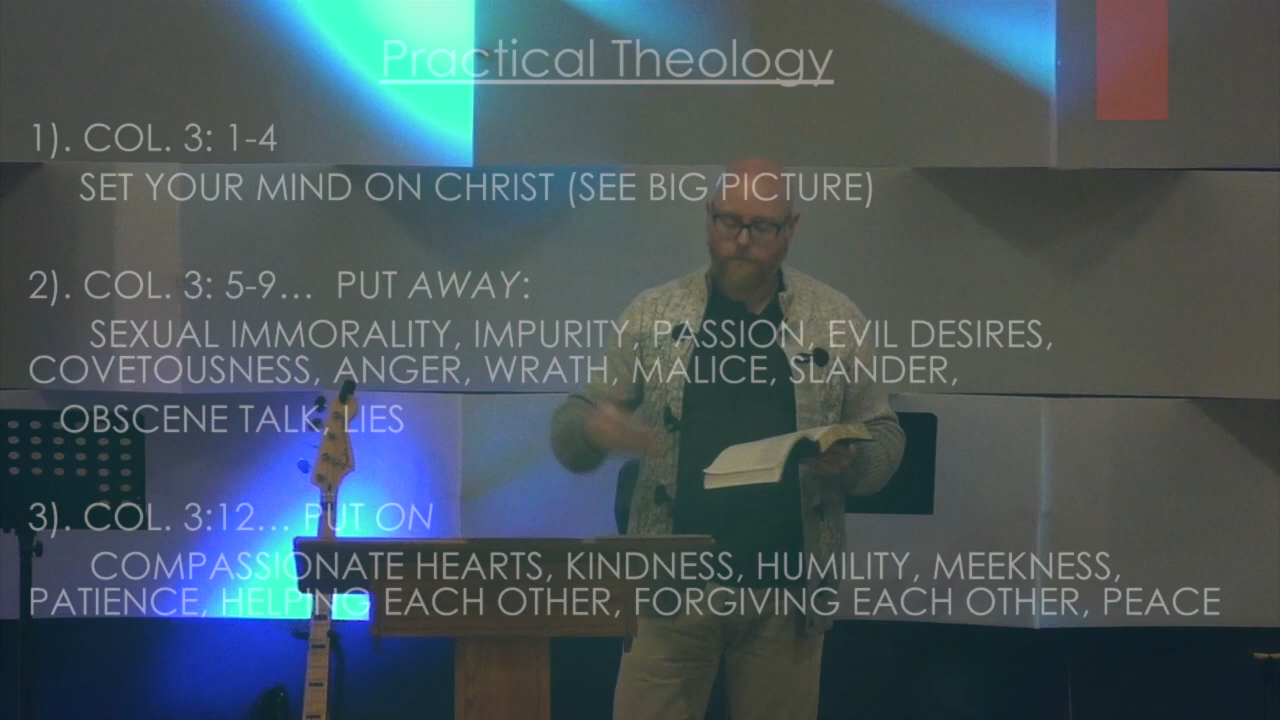 Practical Theology
1). COL. 3: 1-4
SET YOUR MIND ON CHRIST (SEE BIG PICTURE)
2). COL. 3: 5-9... PUT AWAY:
SEXUAL IMMORALITY, IMPURITY, PASSION, EVIL DESIRES,
COVETOUSNESS, ANGER, WRATH, MALICE, SLANDER,
OBSCENE TALK, LIES
3). COL. 3:12... PUT ON
COMPASSIONATE HEARTS, KINDNESS, HUMILITY, MEEKNESS,
PATIENCE, HELPING EACH OTHER, FORGIVING EACH OTHER, PEACE